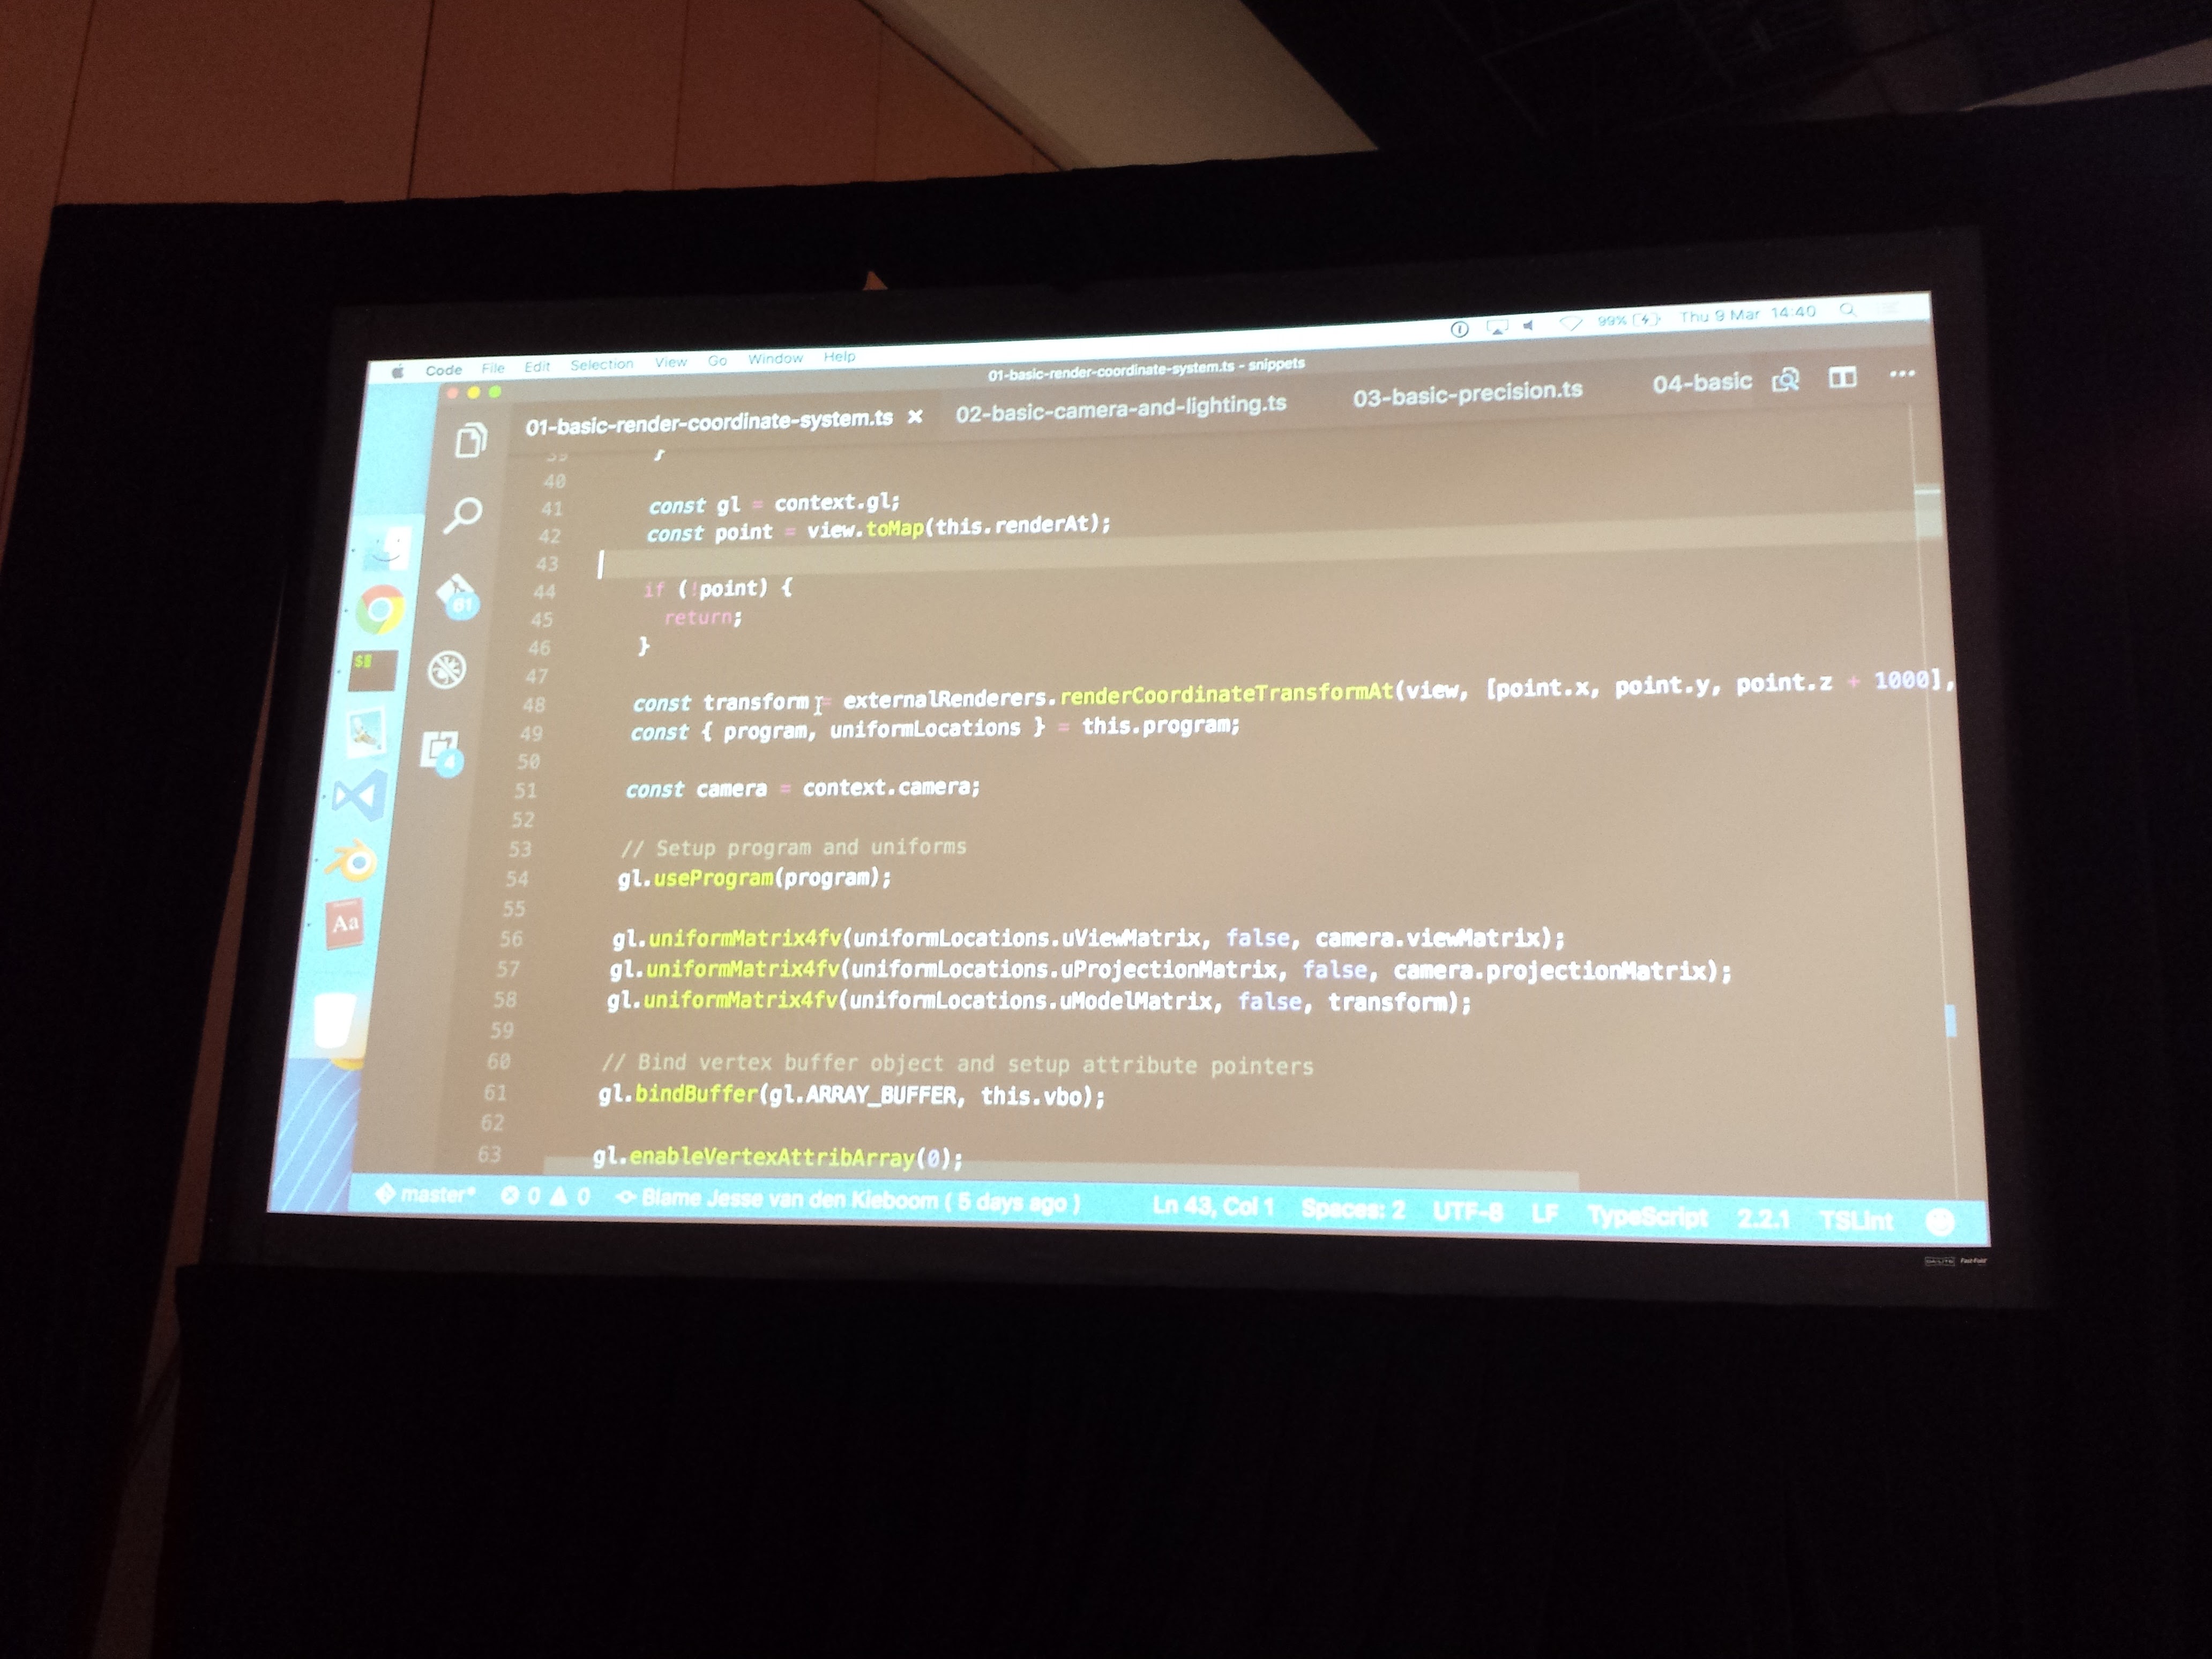 Code File Edit Selection View Go Window Help 99% Thu 9 Mar 14:40
01-basic-render-coordinate-system.ts - snippets
01-basic-render-coordinate-system.ts × 02-basic-camera-and-lighting.ts 03-basic-precision.ts 04-basic ...
39 }
40
41 const gl = context.gl;
42 const point = view.toMap(this.renderAt);
43
44 if (!point) {
45 return;
46 }
47
48 const transform = externalRenderers.renderCoordinateTransformAt(view, [point.x, point.y, point.z + 1000],
49 const { program, uniformLocations } = this.program;
50
51 const camera = context.camera;
52
53 // Setup program and uniforms
54 gl.useProgram(program);
55
56 gl.uniformMatrix4fv(uniformLocations.uViewMatrix, false, camera.viewMatrix);
57 gl.uniformMatrix4fv(uniformLocations.uProjectionMatrix, false, camera.projectionMatrix);
58 gl.uniformMatrix4fv(uniformLocations.uModelMatrix, false, transform);
59
60 // Bind vertex buffer object and setup attribute pointers
61 gl.bindBuffer(gl.ARRAY_BUFFER, this.vbo);
62
63 gl.enableVertexAttribArray(0);
61
4
$
Aa
master* 0 0 Blame Jesse van den Kieboom ( 5 days ago ) Ln 43, Col 1 Spaces: 2 UTF-8 LF TypeScript 2.2.1 TSLint
DA-LITE Fast-Fold